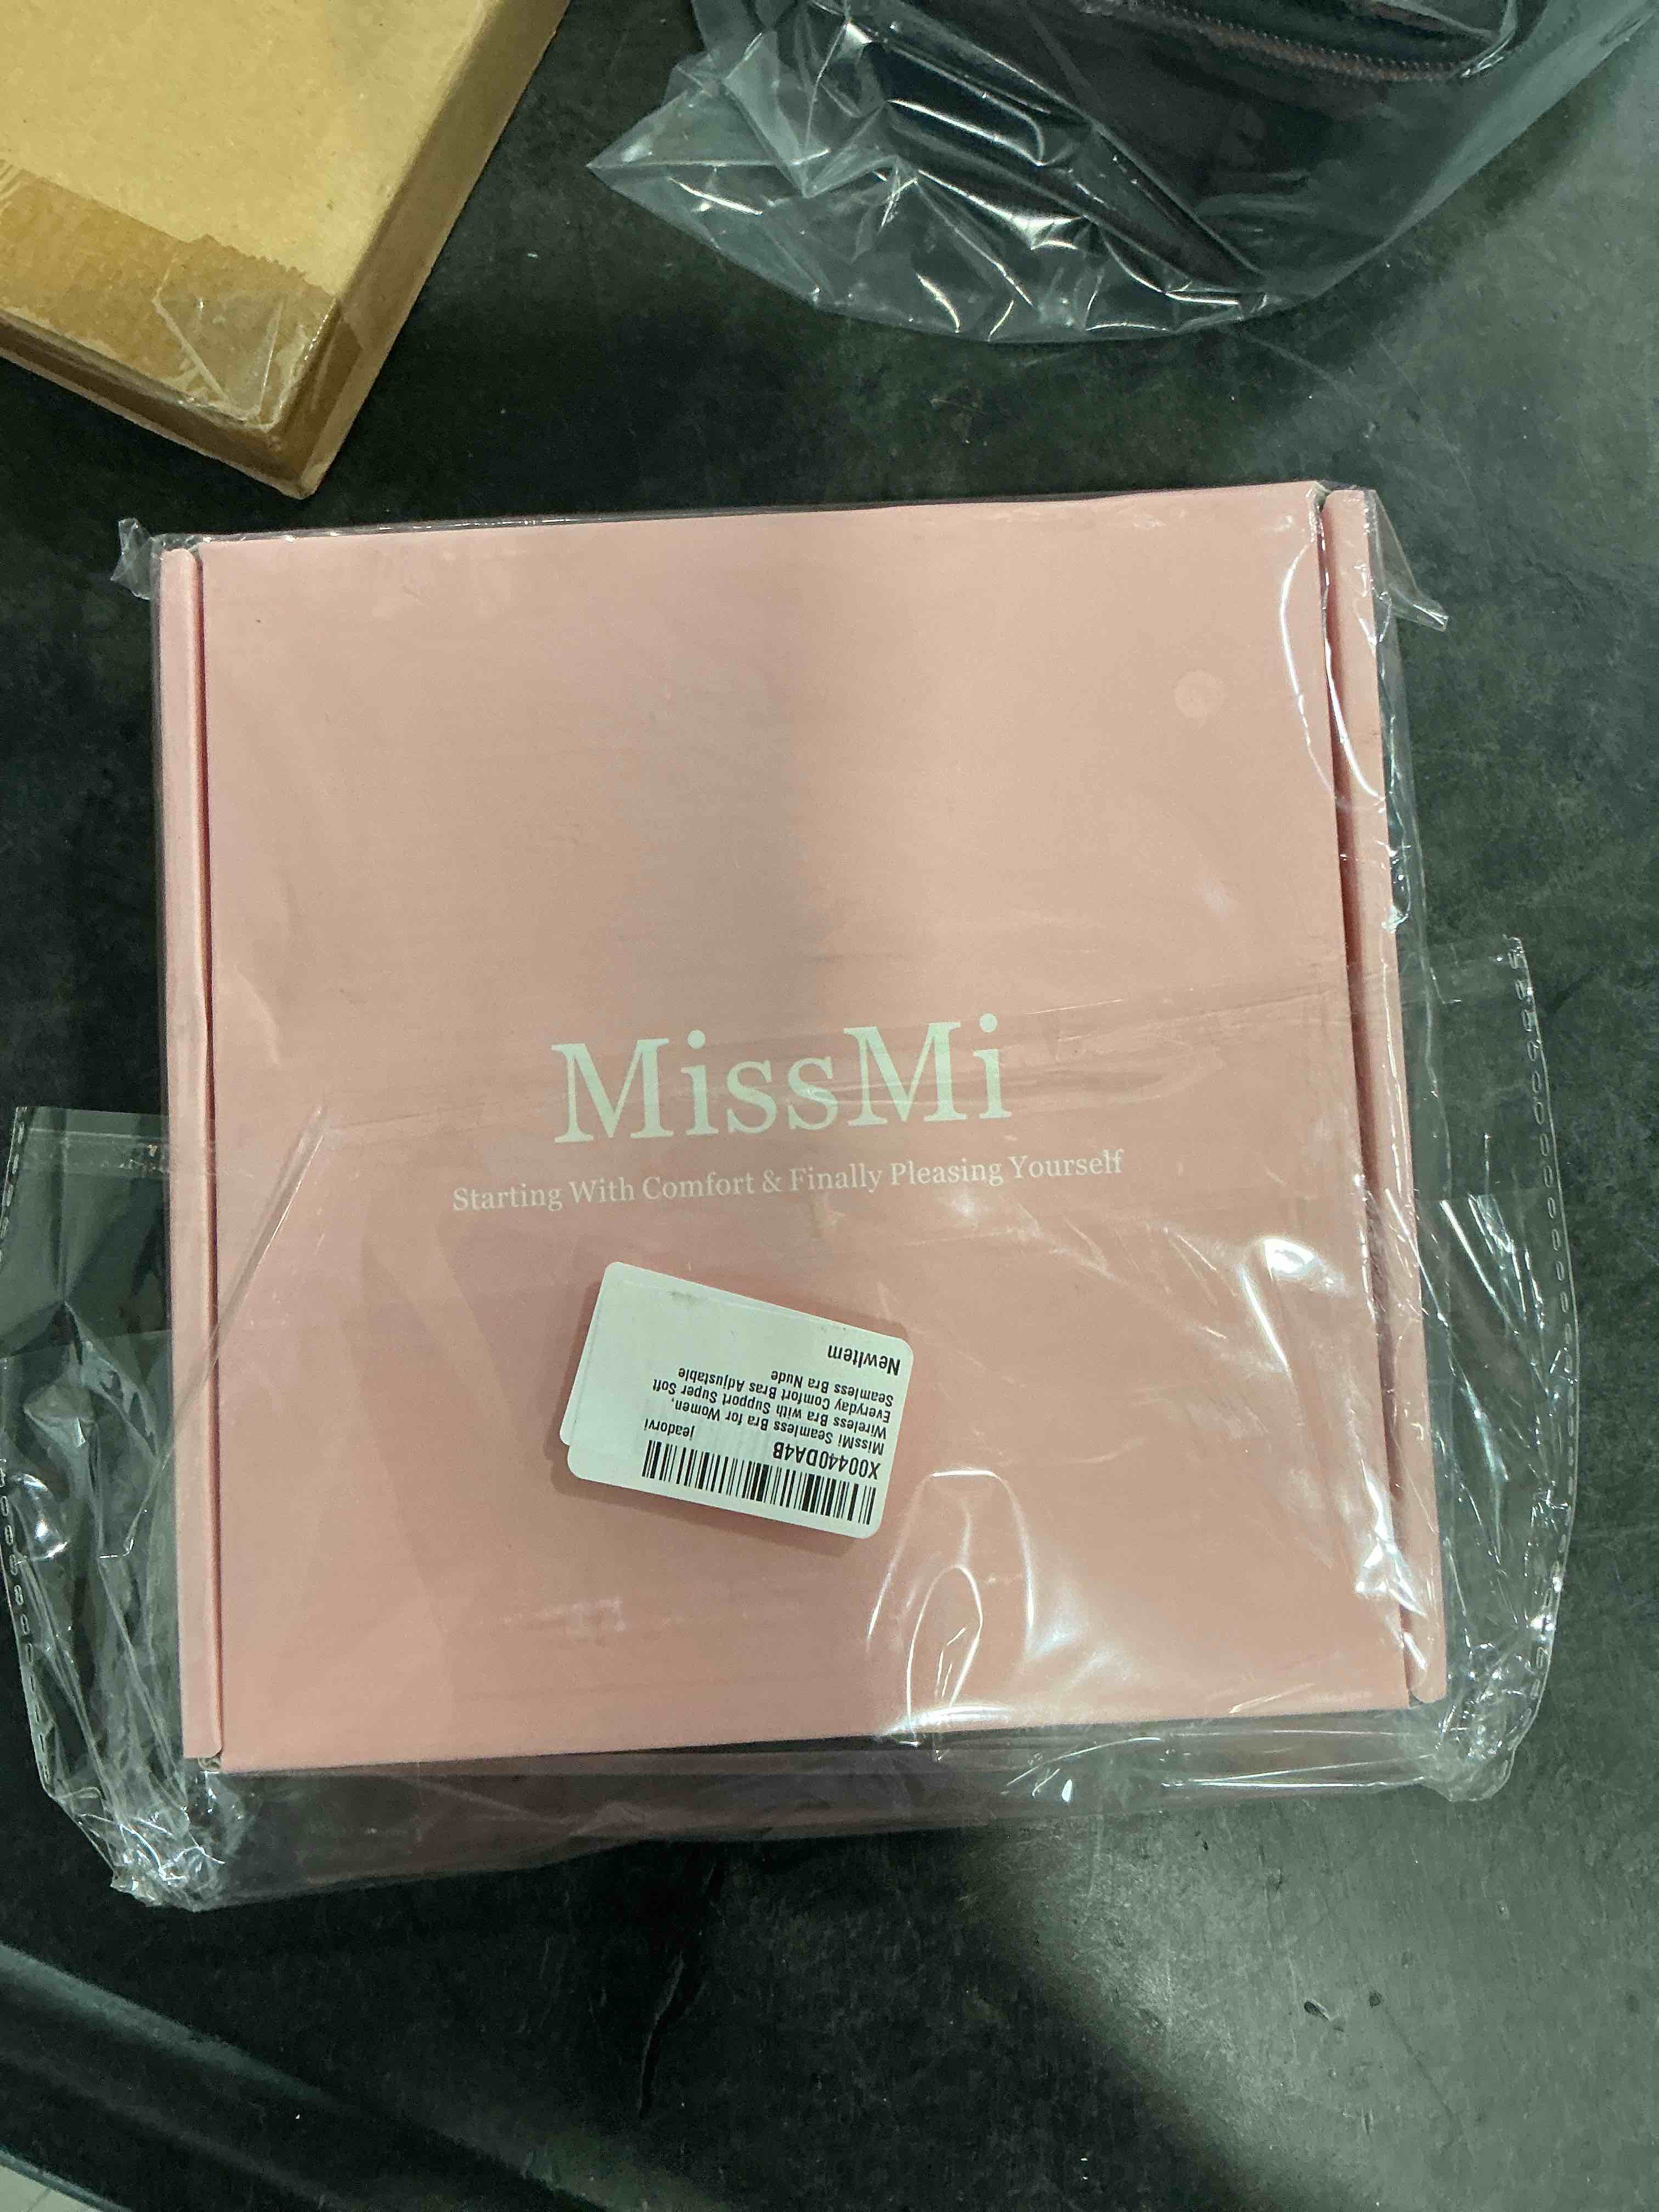 MissMi
Starting With Comfort & Finally Pleasing Yourself
X00440DA4B
jeadorvi
MissMi Seamless Bra for Women,
Wireless Bra with Support Super Soft
Everyday Comfort Bras Adjustable
Seamless Bra Nude
NewItem